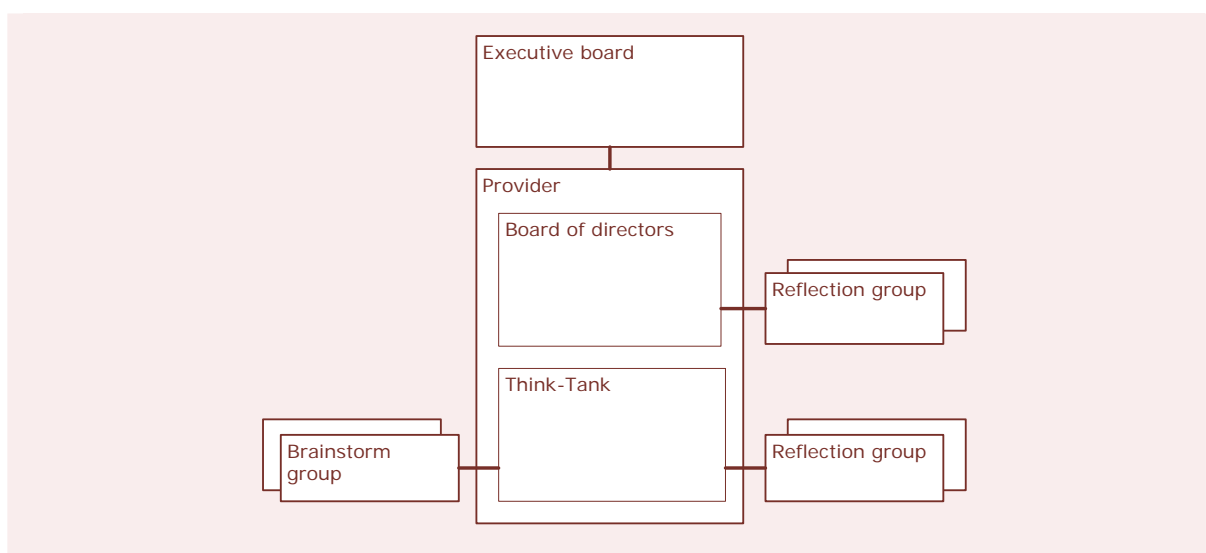 Executive board
Provider
Board of directors
Reflection group
Think-Tank
Brainstorm
group
Reflection group